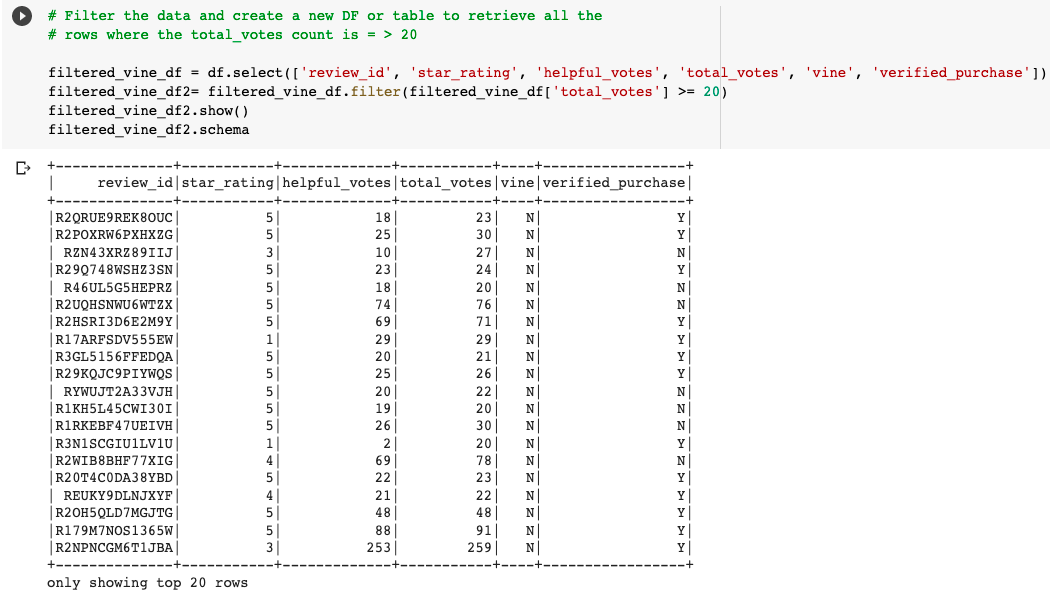 # Filter the data and create a new DF or table to retrieve all the
# rows where the total_votes count is = > 20
filtered_vine_df = df.select(['review_id', 'star_rating', 'helpful_votes', 'total_votes', 'vine', 'verified_purchase'])
filtered_vine_df2= filtered_vine_df.filter(filtered_vine_df['total_votes'] >= 20)
filtered_vine_df2.show()
filtered_vine_df2.schema
+--------------+-----------+-------------+-----------+----+-----------------+
|     review_id|star_rating|helpful_votes|total_votes|vine|verified_purchase|
+--------------+-----------+-------------+-----------+----+-----------------+
|R2QRUE9REK8OUC|          5|           18|         23|   N|                Y|
|R2POXRW6PXHXZG|          5|           25|         30|   N|                Y|
| RZN43XRZ89IIJ|          3|           10|         27|   N|                N|
|R29Q748WSHZ3SN|          5|           23|         24|   N|                Y|
| R46UL5G5HEPRZ|          5|           18|         20|   N|                N|
|R2UQHSNWU6WTZX|          5|           74|         76|   N|                N|
|R2HSRI3D6E2M9Y|          5|           69|         71|   N|                Y|
|R17ARFSDV555EW|          1|           29|         29|   N|                Y|
|R3GL5156FFEDQA|          5|           20|         21|   N|                Y|
|R29KQJC9PIYWQS|          5|           25|         26|   N|                Y|
| RYWUJT2A33VJH|          5|           20|         22|   N|                N|
|R1KH5L45CWI30I|          5|           19|         20|   N|                N|
|R1RKEBF47UEIVH|          5|           26|         30|   N|                N|
|R3N1SCGIU1LV1U|          1|            2|         20|   N|                Y|
|R2WIB8BHF77XIG|          4|           69|         78|   N|                N|
|R20T4C0DA38YBD|          5|           22|         23|   N|                Y|
| REUKY9DLNJXYF|          4|           21|         22|   N|                Y|
|R2OH5QLD7MGJTG|          5|           48|         48|   N|                Y|
|R179M7NOS1365W|          5|           88|         91|   N|                Y|
|R2NPNCGM6T1JBA|          3|          253|        259|   N|                Y|
+--------------+-----------+-------------+-----------+----+-----------------+
only showing top 20 rows